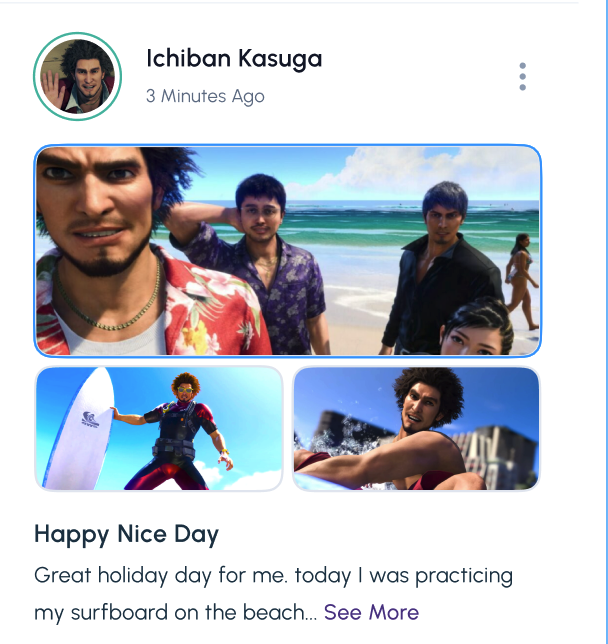 Ichiban Kasuga
3 Minutes Ago
Happy Nice Day
Great holiday day for me. today I was practicing
my surfboard on the beach... See More